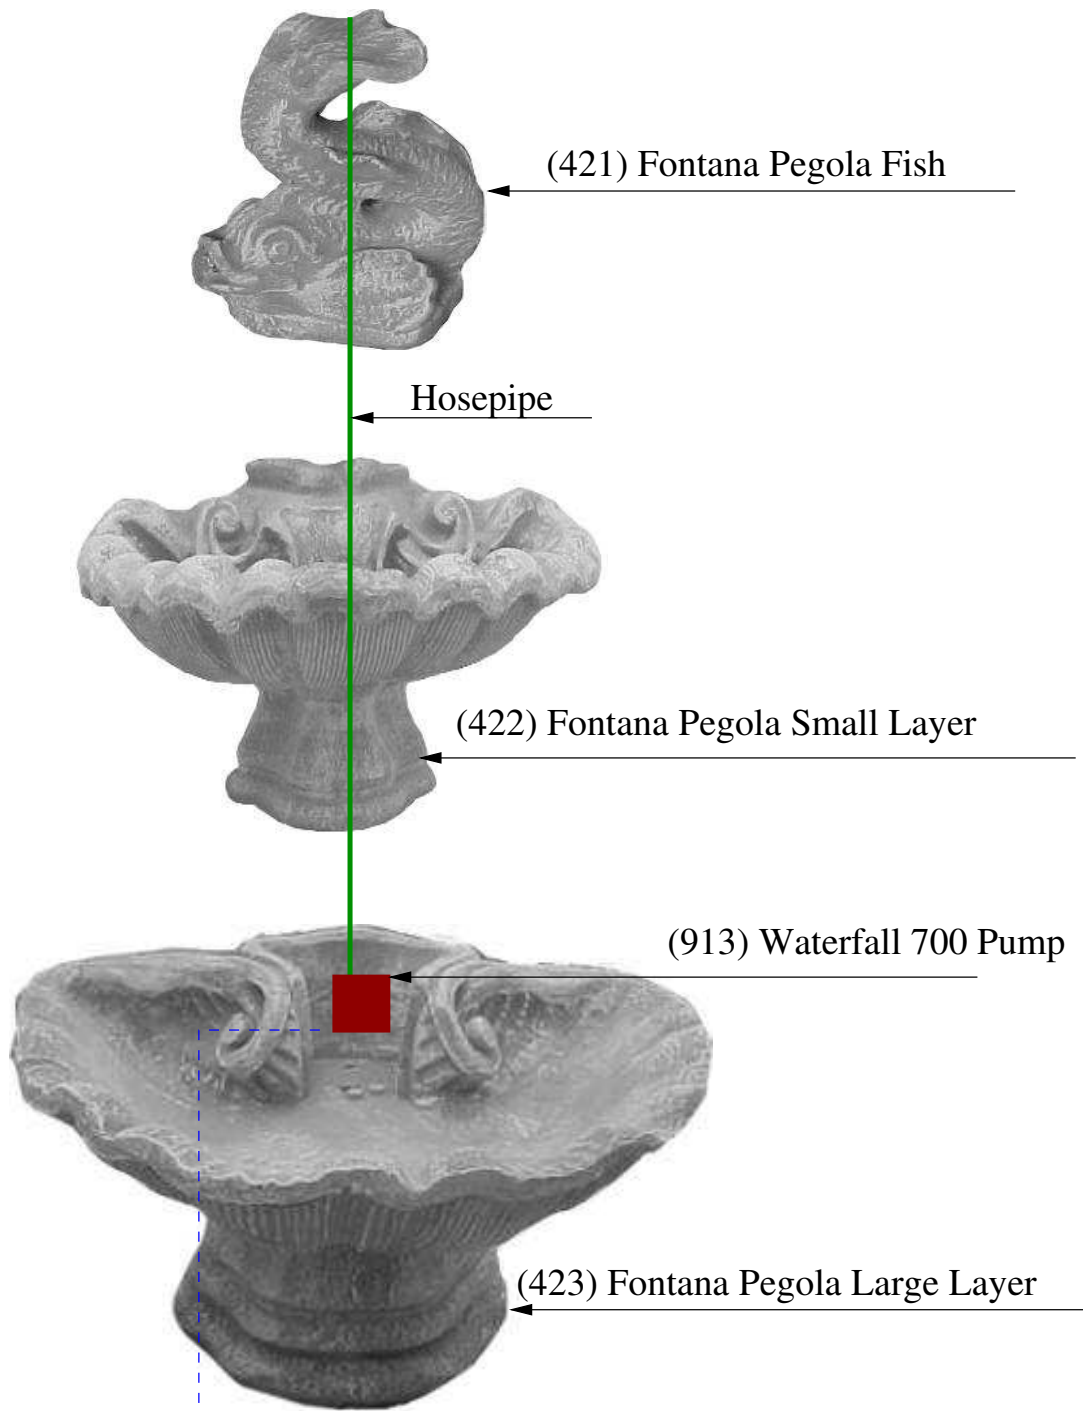 (421) Fontana Pegola Fish
Hosepipe
(422) Fontana Pegola Small Layer
(913) Waterfall 700 Pump
(423) Fontana Pegola Large Layer